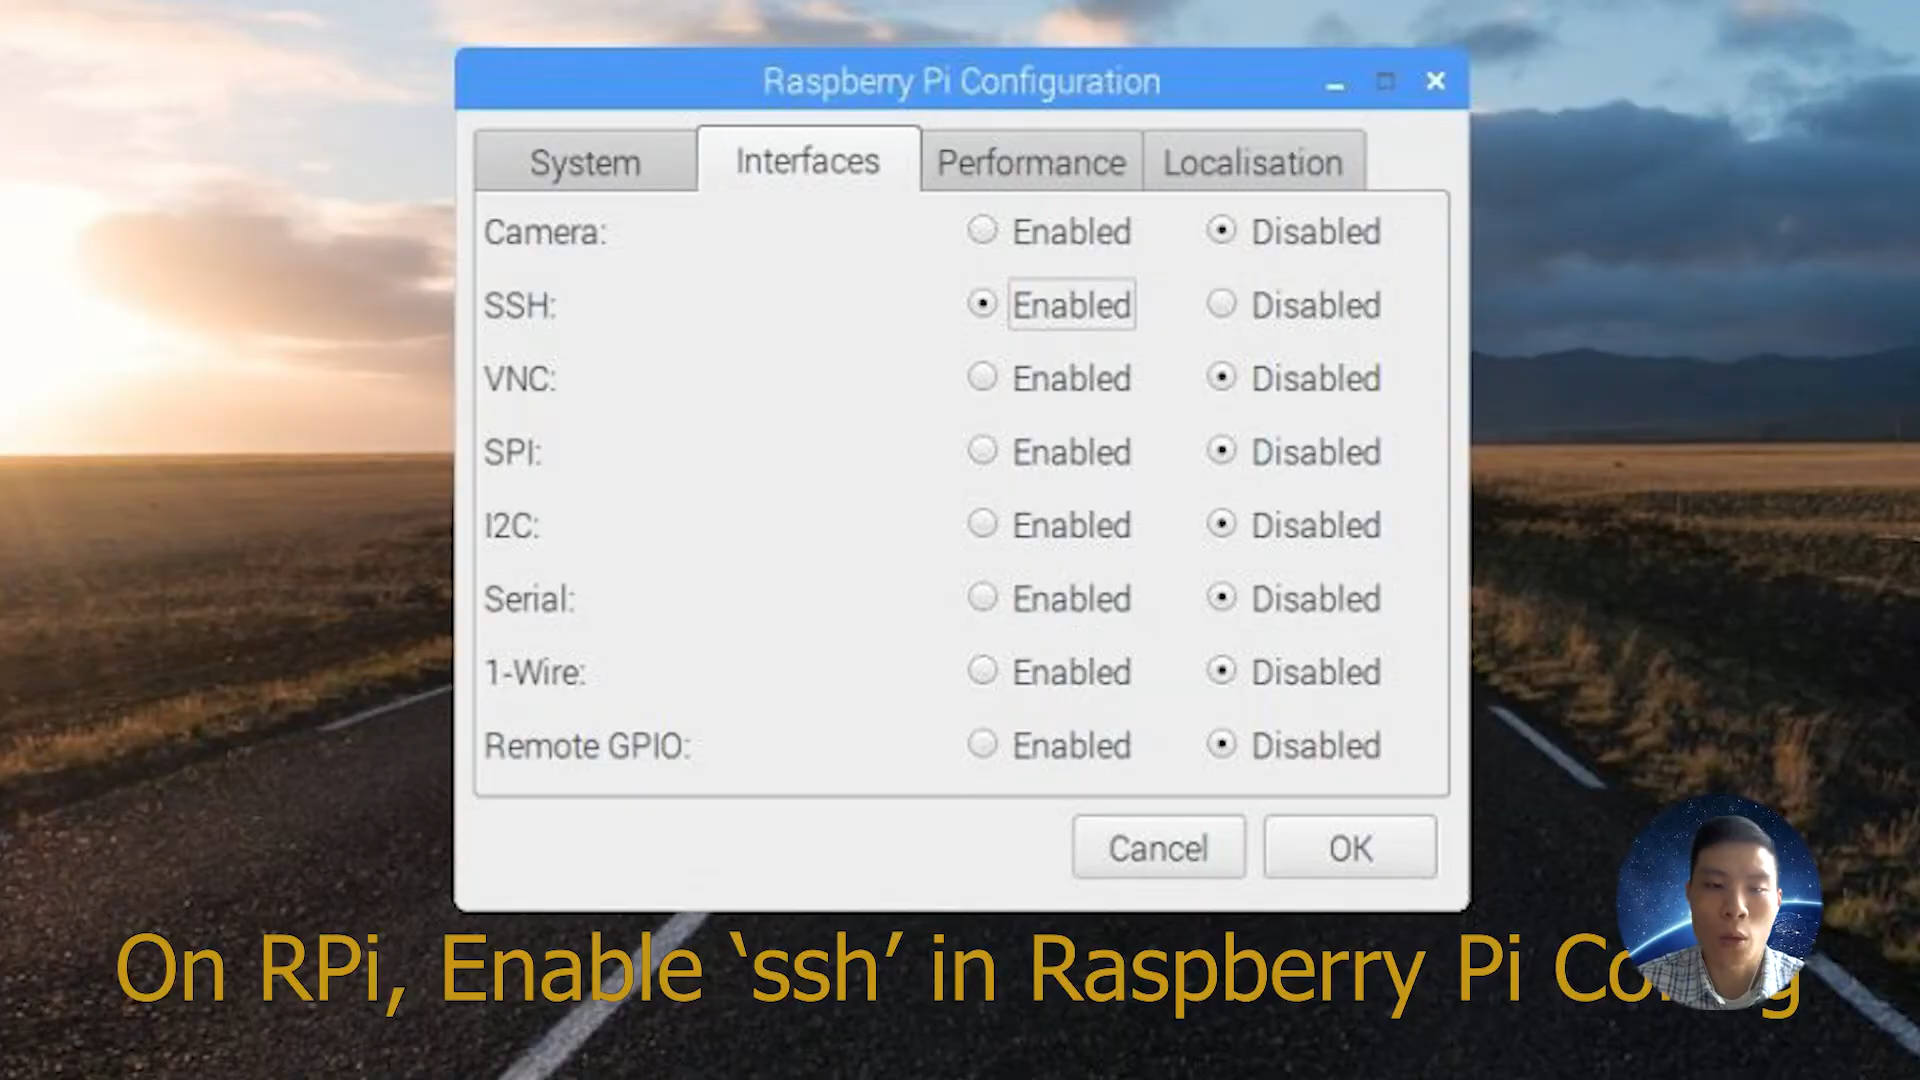 Raspberry Pi Configuration
System Interfaces Performance Localisation
Camera: Enabled Disabled
SSH: Enabled Disabled
VNC: Enabled Disabled
SPI: Enabled Disabled
I2C: Enabled Disabled
Serial: Enabled Disabled
1-Wire: Enabled Disabled
Remote GPIO: Enabled Disabled
Cancel OK
On RPi, Enable ‘ssh’ in Raspberry Pi